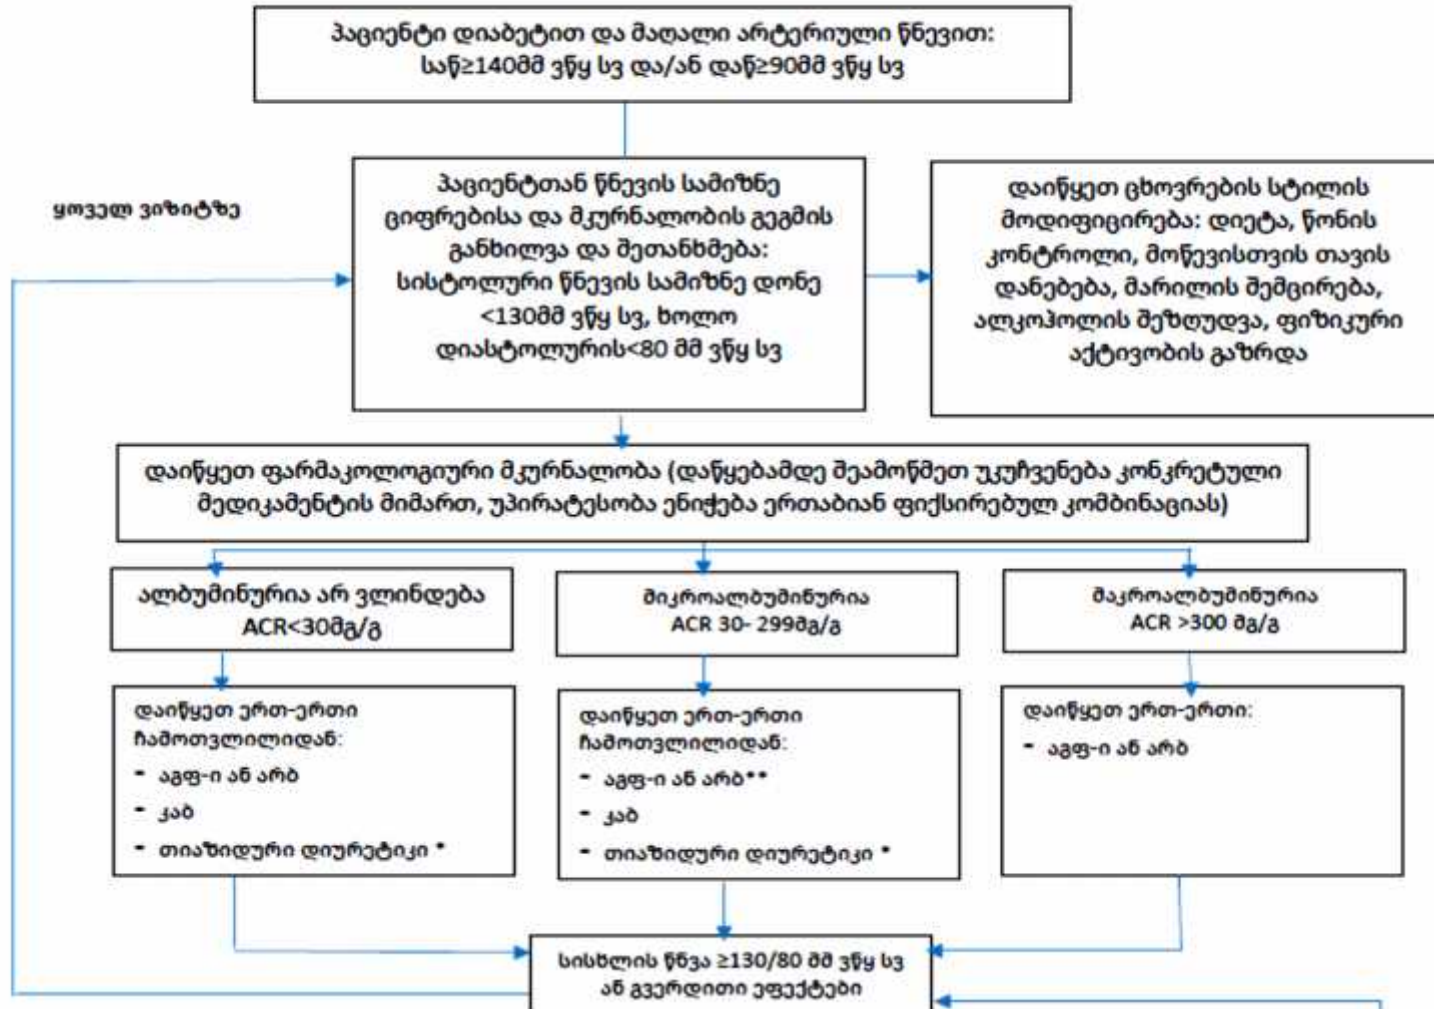 პაციენტი დიაბეტით და მაღალი არტერიული წნევით:
საწ≥140მმ ვწყ სვ და/ან დაწ≥90მმ ვწყ სვ
ყოველ ვიზიტზე
პაციენტთან წნევის სამიზნე
ციფრებისა და მკურნალობის გეგმის
განხილვა და შეთანხმება:
სისტოლური წნევის სამიზნე დონე
<130მმ ვწყ სვ, ხოლო
დიასტოლურის<80 მმ ვწყ სვ
დაიწყეთ ცხოვრების სტილის
მოდიფიცირება: დიეტა, წონის
კონტროლი, მოწევისთვის თავის
დანებება, მარილის შემცირება,
ალკოჰოლის შეზღუდვა, ფიზიკური
აქტივობის გაზრდა
დაიწყეთ ფარმაკოლოგიური მკურნალობა (დაწყებამდე შეამოწმეთ უკუჩვენება კონკრეტული
მედიკამენტის მიმართ, უპირატესობა ენიჭება ერთაბიან ფიქსირებულ კომბინაციას)
ალბუმინურია არ ვლინდება
ACR<30მგ/გ
მიკროალბუმინურია
ACR 30- 299მგ/გ
მაკროალბუმინურია
ACR >300 მგ/გ
დაიწყეთ ერთ-ერთი
ჩამოთვლილიდან:
- აგფ-ი ან არბ
- კაბ
- თიაზიდური დიურეტიკი *
დაიწყეთ ერთ-ერთი
ჩამოთვლილიდან:
- აგფ-ი ან არბ**
- კაბ
- თიაზიდური დიურეტიკი *
დაიწყეთ ერთ-ერთი:
- აგფ-ი ან არბ
სისხლის წნვა ≥130/80 მმ ვწყ სვ
ან გვერდითი ეფექტები